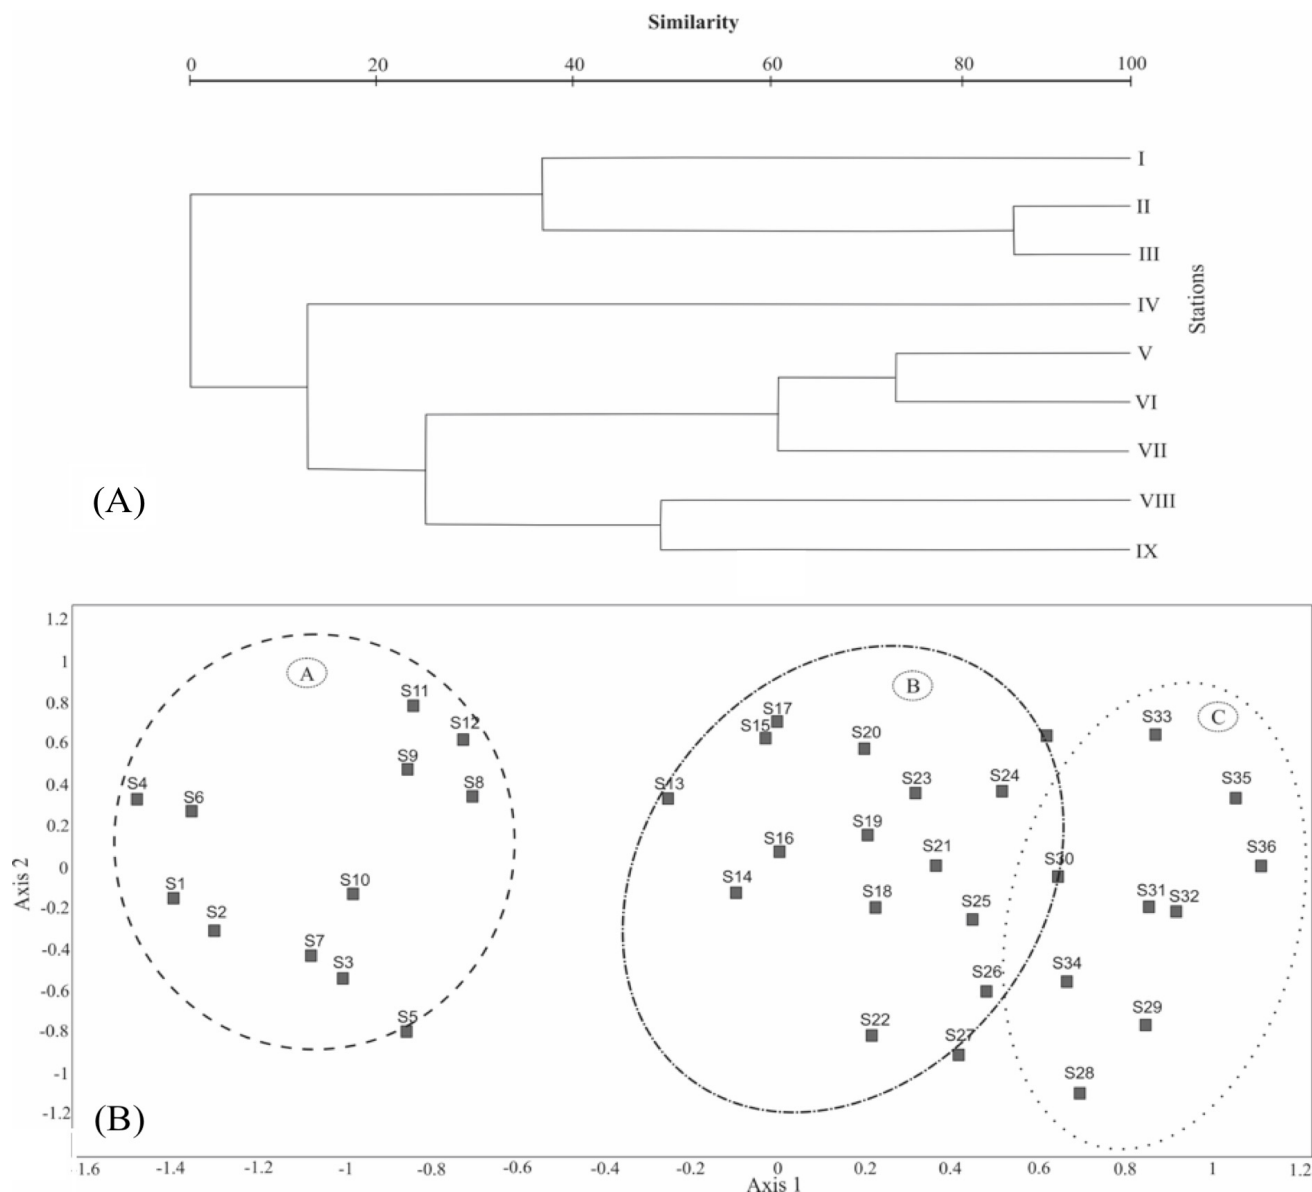 Similarity
0 20 40 60 80 100
I
II
III
IV
V
VI
VII
VIII
IX
Stations
(A)
1.2
1
0.8
0.6
0.4
0.2
0
-0.2
-0.4
-0.6
-0.8
-1
-1.2
Axis 2
A
B
C
S11
S12
S9
S8
S4
S6
S1
S2
S10
S7
S3
S5
S17
S15
S20
S13
S23
S24
S19
S16
S21
S14
S18
S25
S26
S22
S27
S33
S35
S36
S30
S31
S32
S34
S29
S28
(B)
1.6 -1.4 -1.2 -1 -0.8 -0.6 -0.4 -0.2 0 0.2 0.4 0.6 0.8 1 1.2
Axis 1